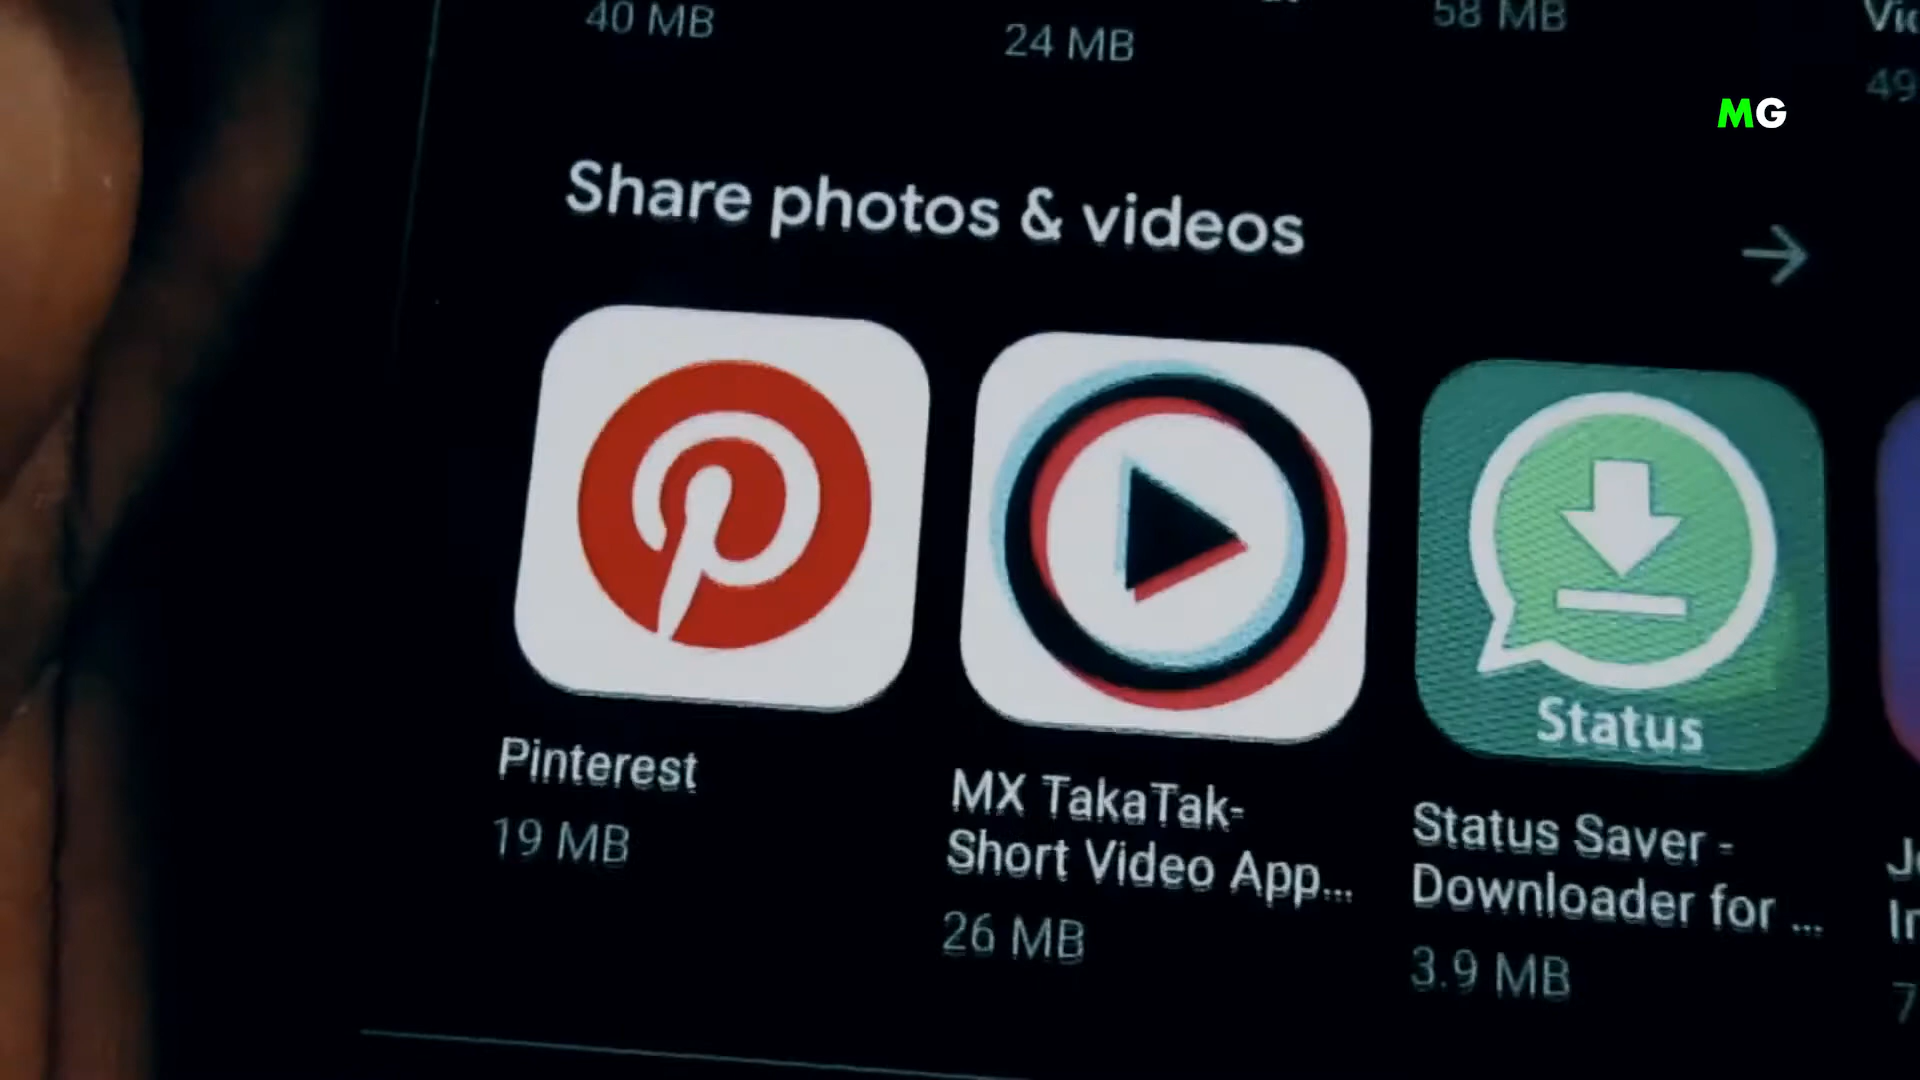 40 MB
24 MB
58 MB
49
MG
Share photos & videos
Status
Pinterest
19 MB
MX TakaTak-
Short Video App...
26 MB
Status Saver -
Downloader for ...
3.9 MB